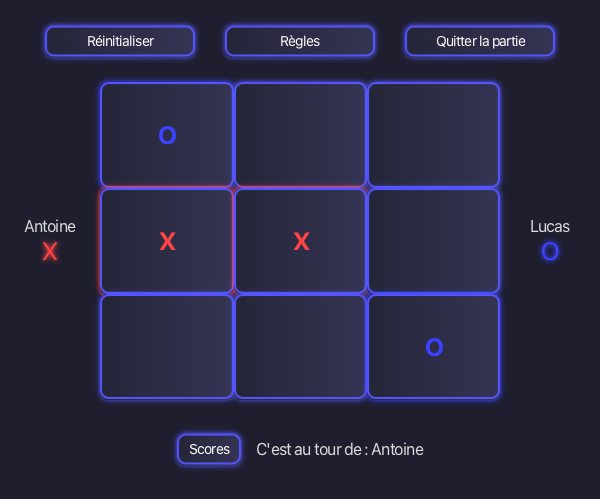 Réinitialiser
Règles
Quitter la partie
O
Antoine
X
X
X
Lucas
O
O
Scores
C'est au tour de : Antoine